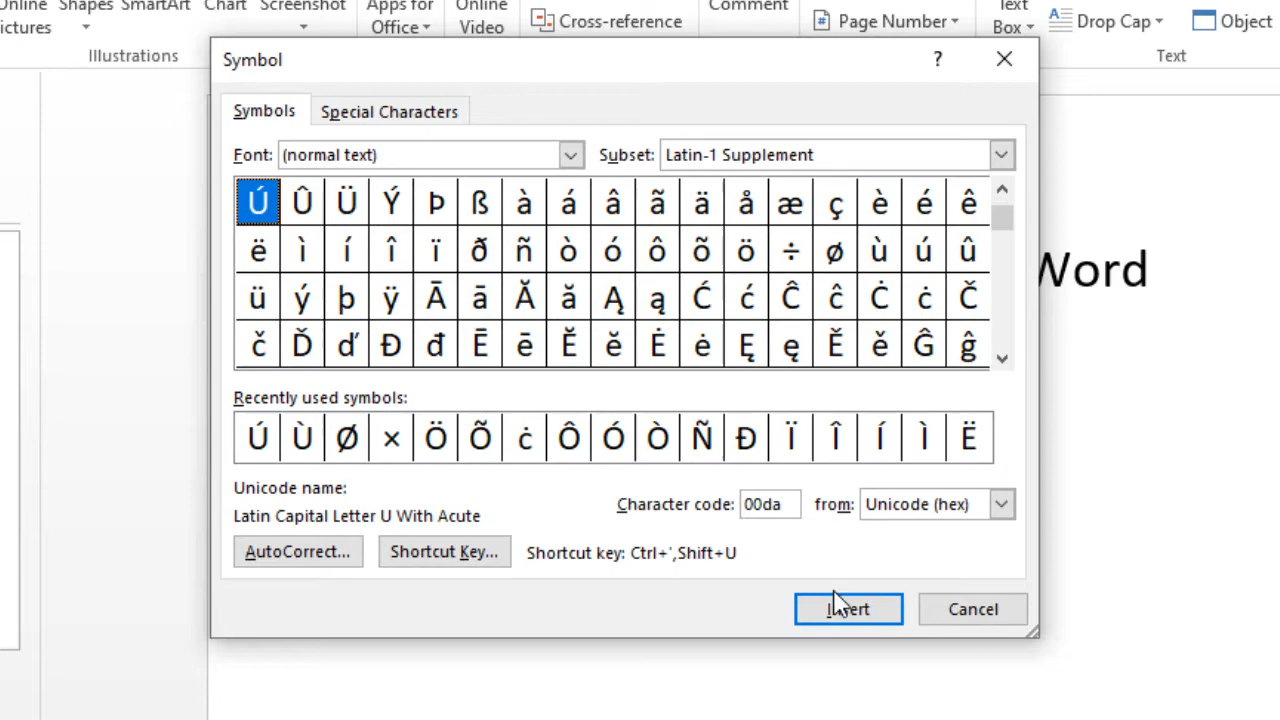 Online Shapes SmartArt Chart Screenshot Apps for Online Comment Text
Pictures Office Video Cross-reference Page Number Box Drop Cap Object
Illustrations Text
Symbol ?
Symbols Special Characters
Font: (normal text) Subset: Latin-1 Supplement
Ú Û Ü Ý Þ ß à á â ã ä å æ ç è é ê
ë ì í î ï ð ñ ò ó ô õ ö ÷ ø ù ú û
ü ý þ ÿ Ā ā Ă ă Ą ą Ć ć Ĉ ĉ Ċ ċ Č
č Ď ď Đ đ Ē ē Ĕ ĕ Ė ė Ę ę Ě ě Ĝ ĝ
Word
Recently used symbols:
Ú Ù Ø × Ö Õ ċ Ô Ó Ò Ñ Ð Ï Î Í Ì Ë
Unicode name:
Latin Capital Letter U With Acute
Character code: 00da from: Unicode (hex)
AutoCorrect... Shortcut Key... Shortcut key: Ctrl+',Shift+U
Insert Cancel